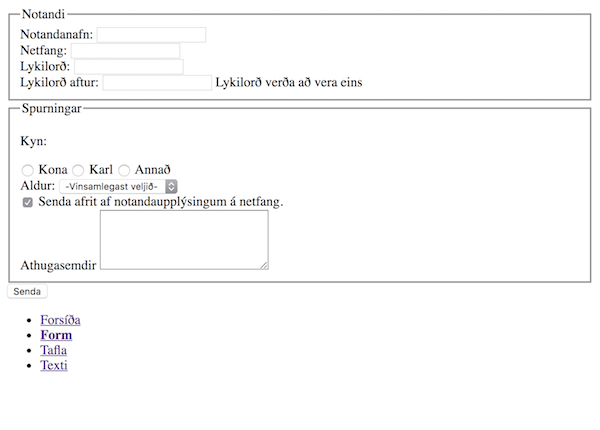 Notandi
Notandanafn:
Netfang:
Lykilorð:
Lykilorð aftur: Lykilorð verða að vera eins
Spurningar
Kyn:
Kona Karl Annað
Aldur: -Vinsamlegast veljið-
Senda afrit af notandaupplýsingum á netfang.
Athugasemdir
Senda
Forsíða
Form
Tafla
Texti